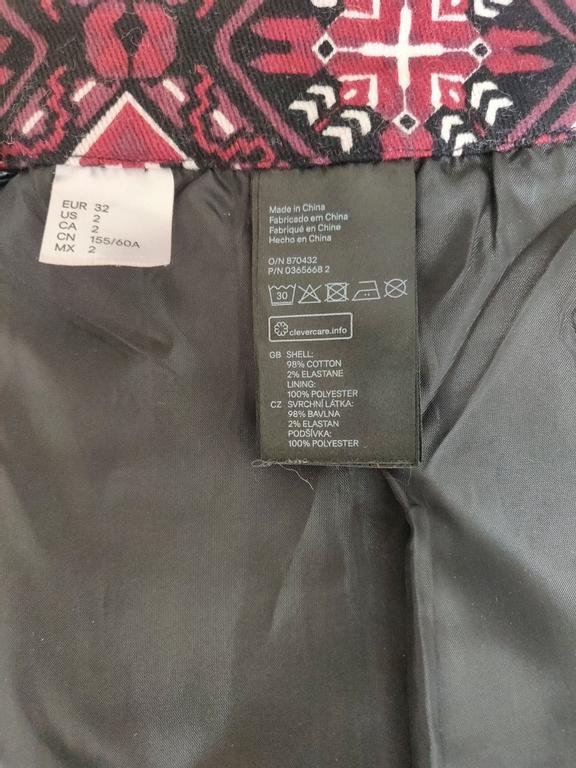 EUR 32
US 2
CA 2
CN 155/60A
MX 2
Made in China
Fabricado em China
Fabriqué en Chine
Hecho en China
O/N 870432
P/N 0365668 2
30
clevercare.info
GB SHELL:
98% COTTON
2% ELASTANE
LINING:
100% POLYESTER
CZ SVRCHNÍ LÁTKA:
98% BAVLNA
2% ELASTAN
PODŠÍVKA:
100% POLYESTER